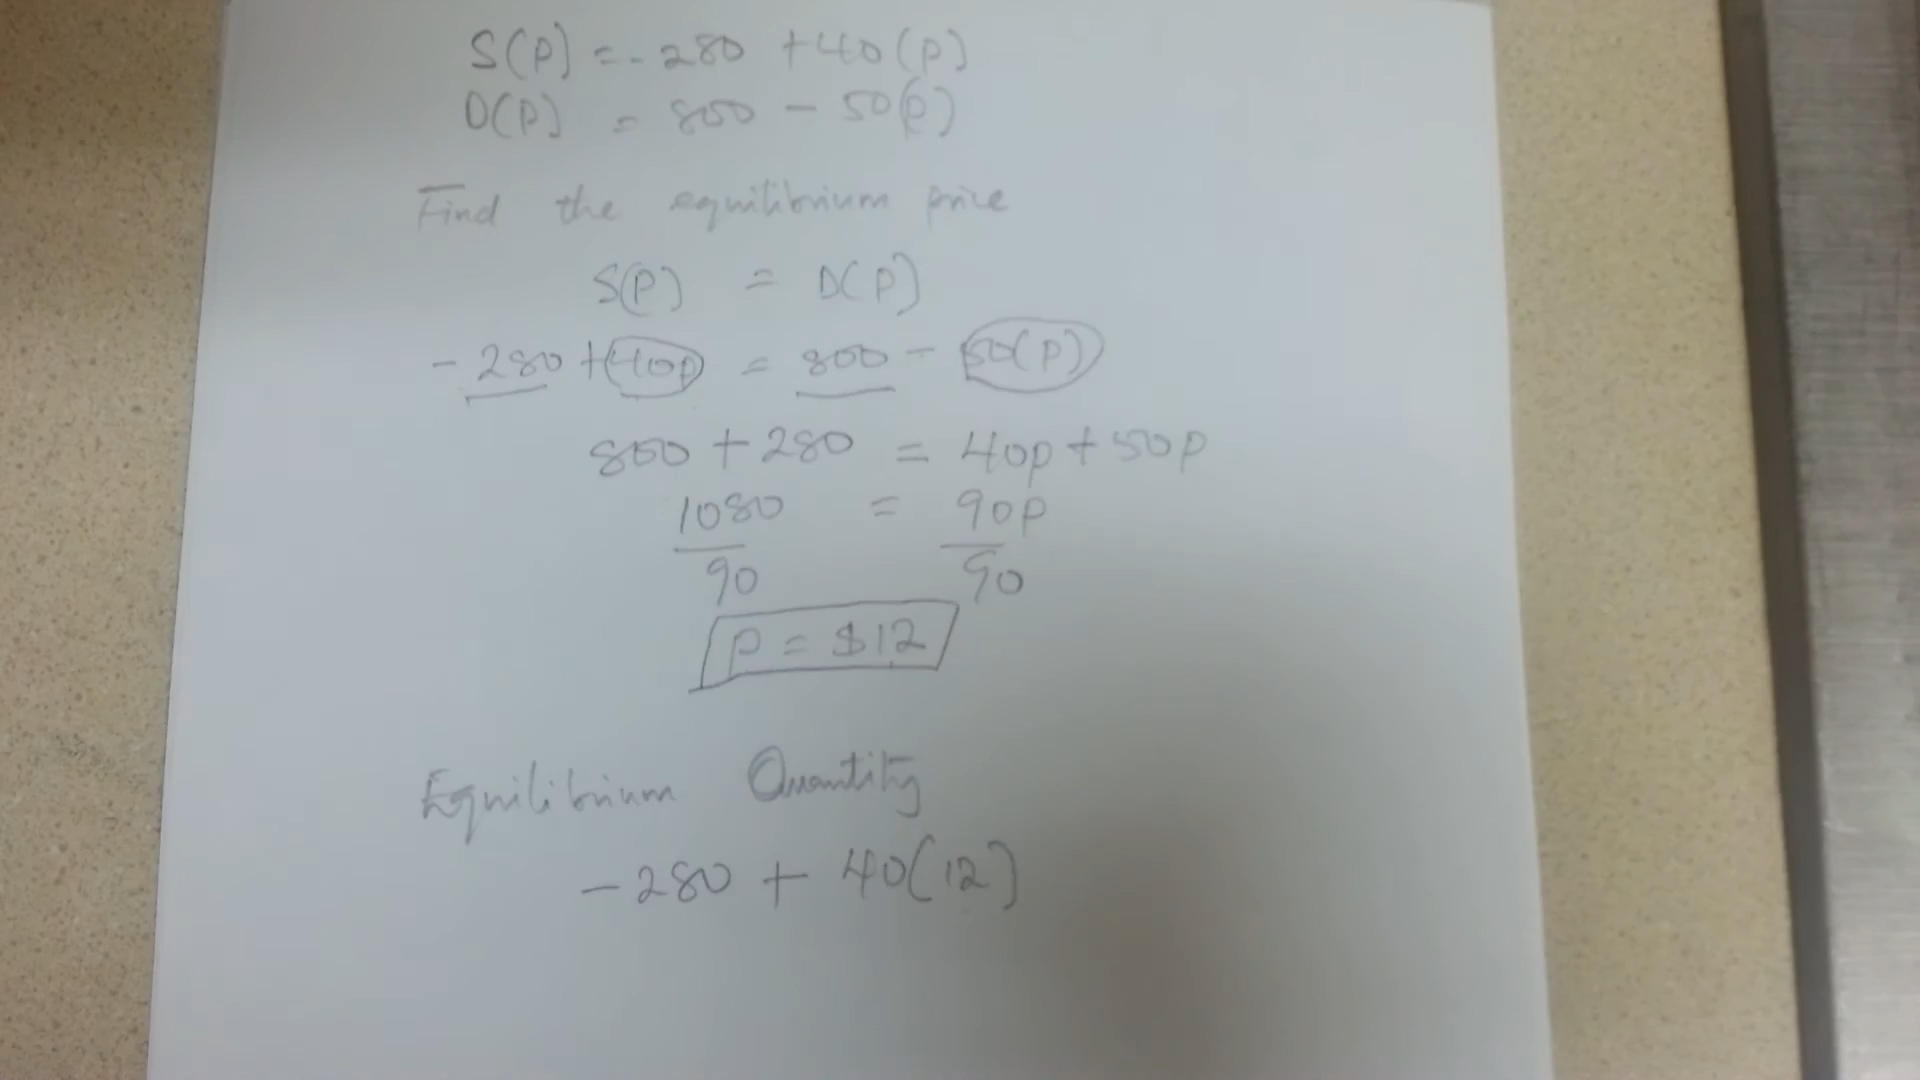 S(P) = - 280 + 40(P)
D(P) = 800 - 50(P)
Find the equilibrium price
S(P) = D(P)
- 280 + 40p = 800 - 50(P)
800 + 280 = 40p + 50p
1080 = 90p
90 90
P = $12
Equilibrium Quantity
- 280 + 40(12)